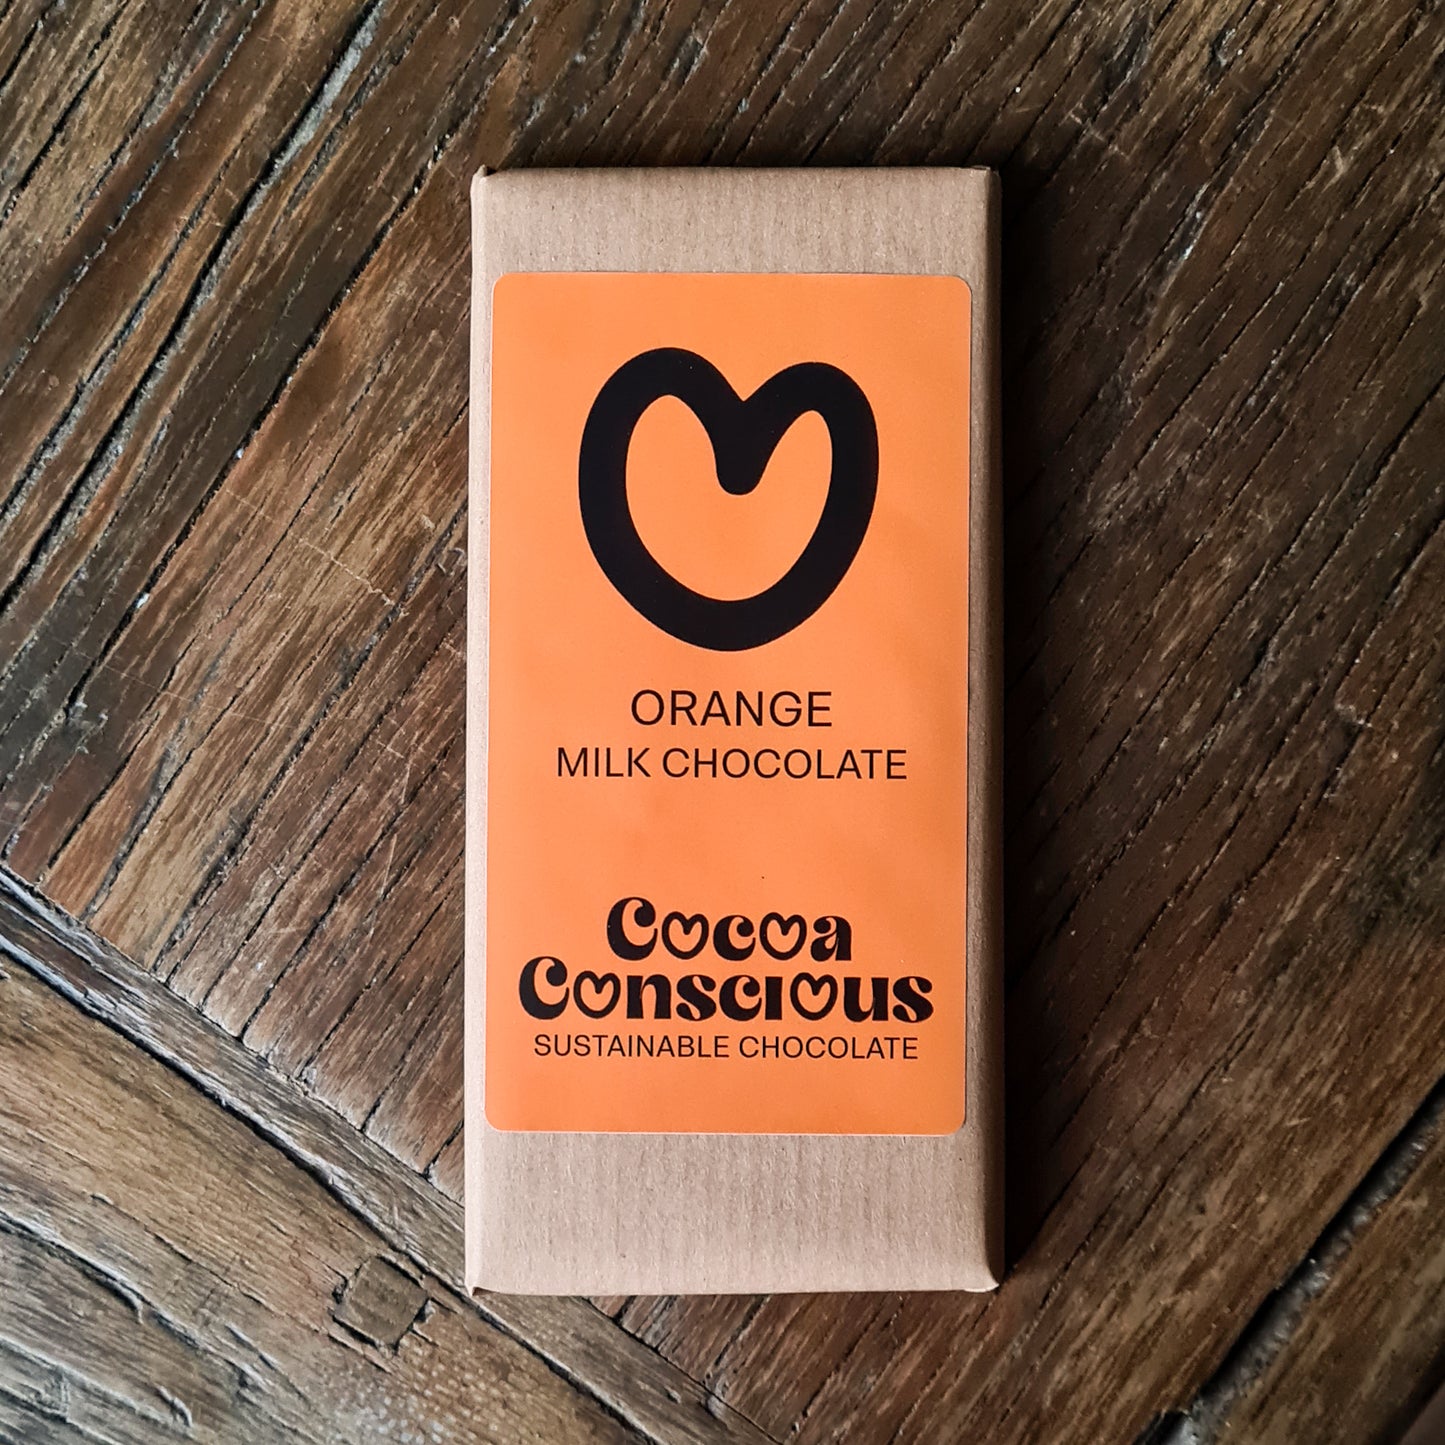 ORANGE
MILK CHOCOLATE
Cocoa
Conscious
SUSTAINABLE CHOCOLATE